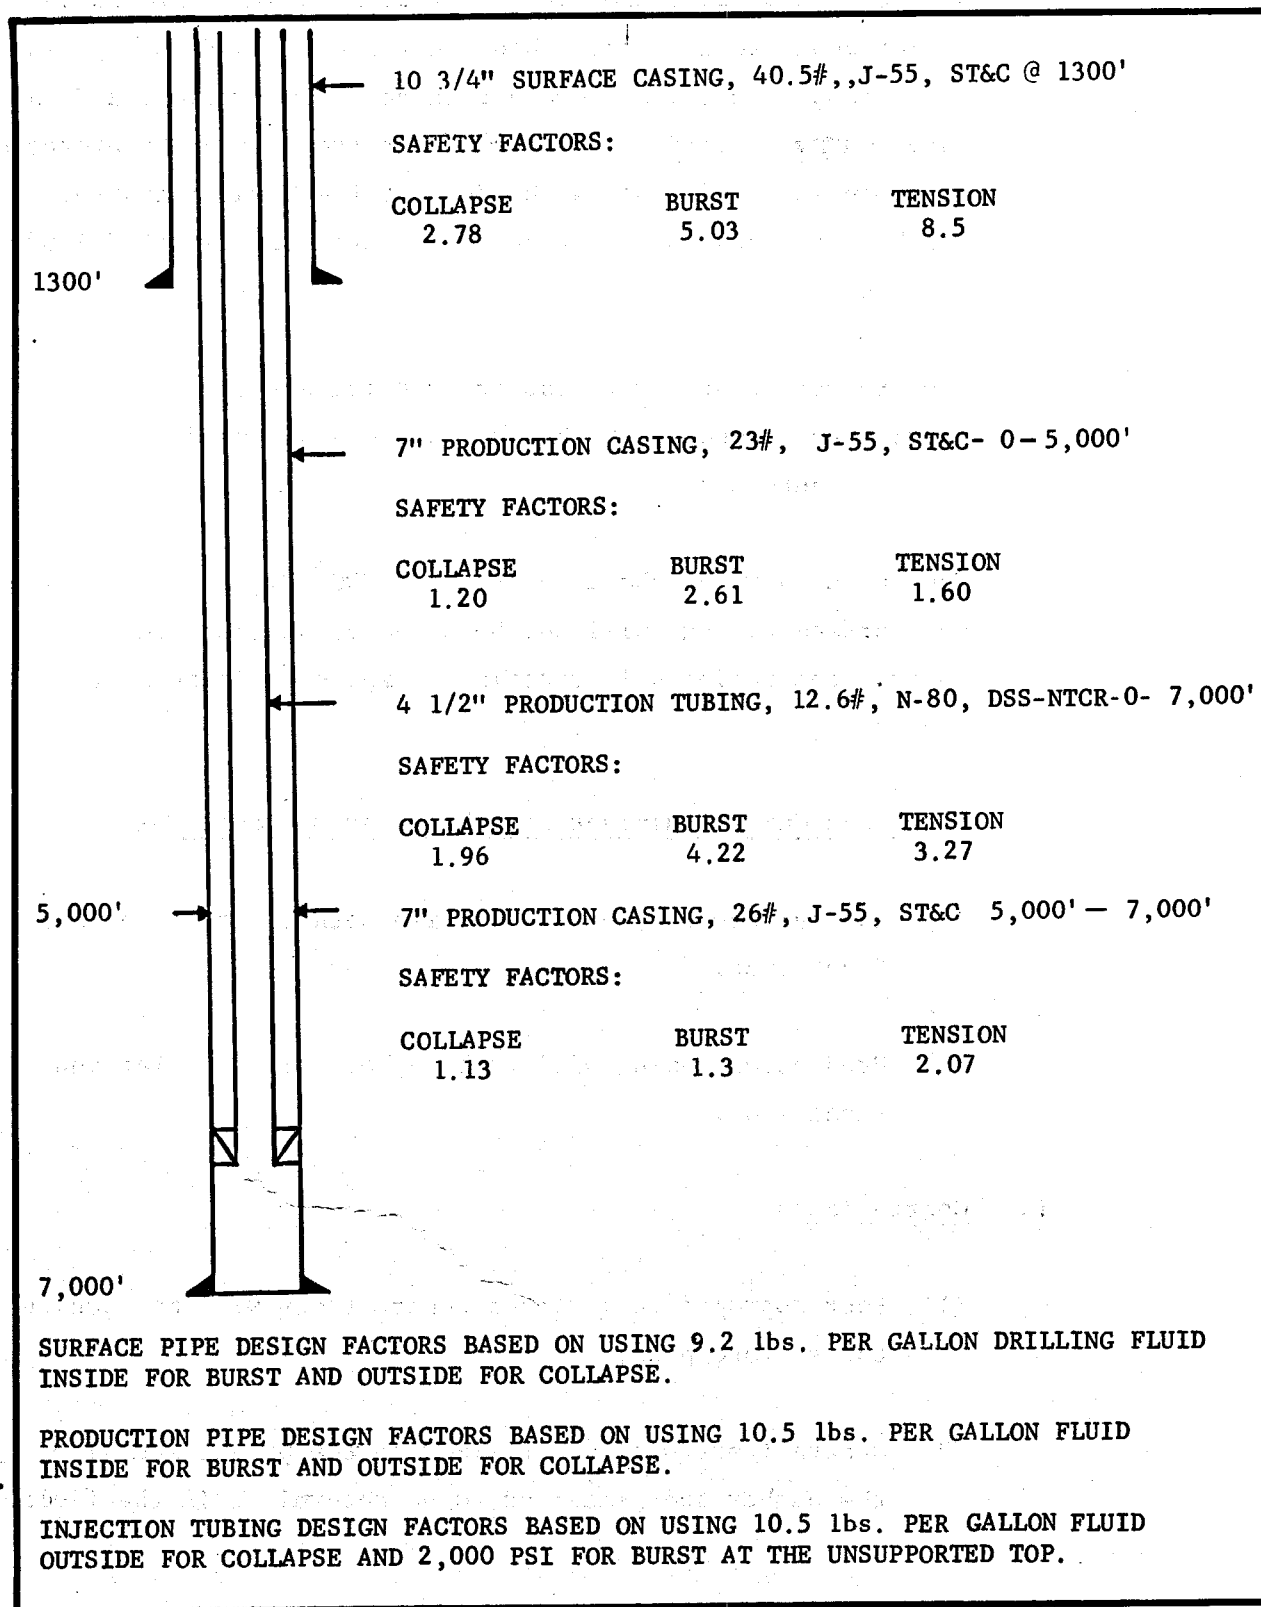 10 3/4" SURFACE CASING, 40.5#,,J-55, ST&C @ 1300'
SAFETY FACTORS:
COLLAPSE BURST TENSION
2.78 5.03 8.5
1300'
7" PRODUCTION CASING, 23#, J-55, ST&C- 0-5,000'
SAFETY FACTORS:
COLLAPSE BURST TENSION
1.20 2.61 1.60
4 1/2" PRODUCTION TUBING, 12.6#, N-80, DSS-NTCR-0- 7,000'
SAFETY FACTORS:
COLLAPSE BURST TENSION
1.96 4.22 3.27
5,000' 7" PRODUCTION CASING, 26#, J-55, ST&C 5,000' - 7,000'
SAFETY FACTORS:
COLLAPSE BURST TENSION
1.13 1.3 2.07
7,000'
SURFACE PIPE DESIGN FACTORS BASED ON USING 9.2 lbs. PER GALLON DRILLING FLUID
INSIDE FOR BURST AND OUTSIDE FOR COLLAPSE.
PRODUCTION PIPE DESIGN FACTORS BASED ON USING 10.5 lbs. PER GALLON FLUID
INSIDE FOR BURST AND OUTSIDE FOR COLLAPSE.
INJECTION TUBING DESIGN FACTORS BASED ON USING 10.5 lbs. PER GALLON FLUID
OUTSIDE FOR COLLAPSE AND 2,000 PSI FOR BURST AT THE UNSUPPORTED TOP.